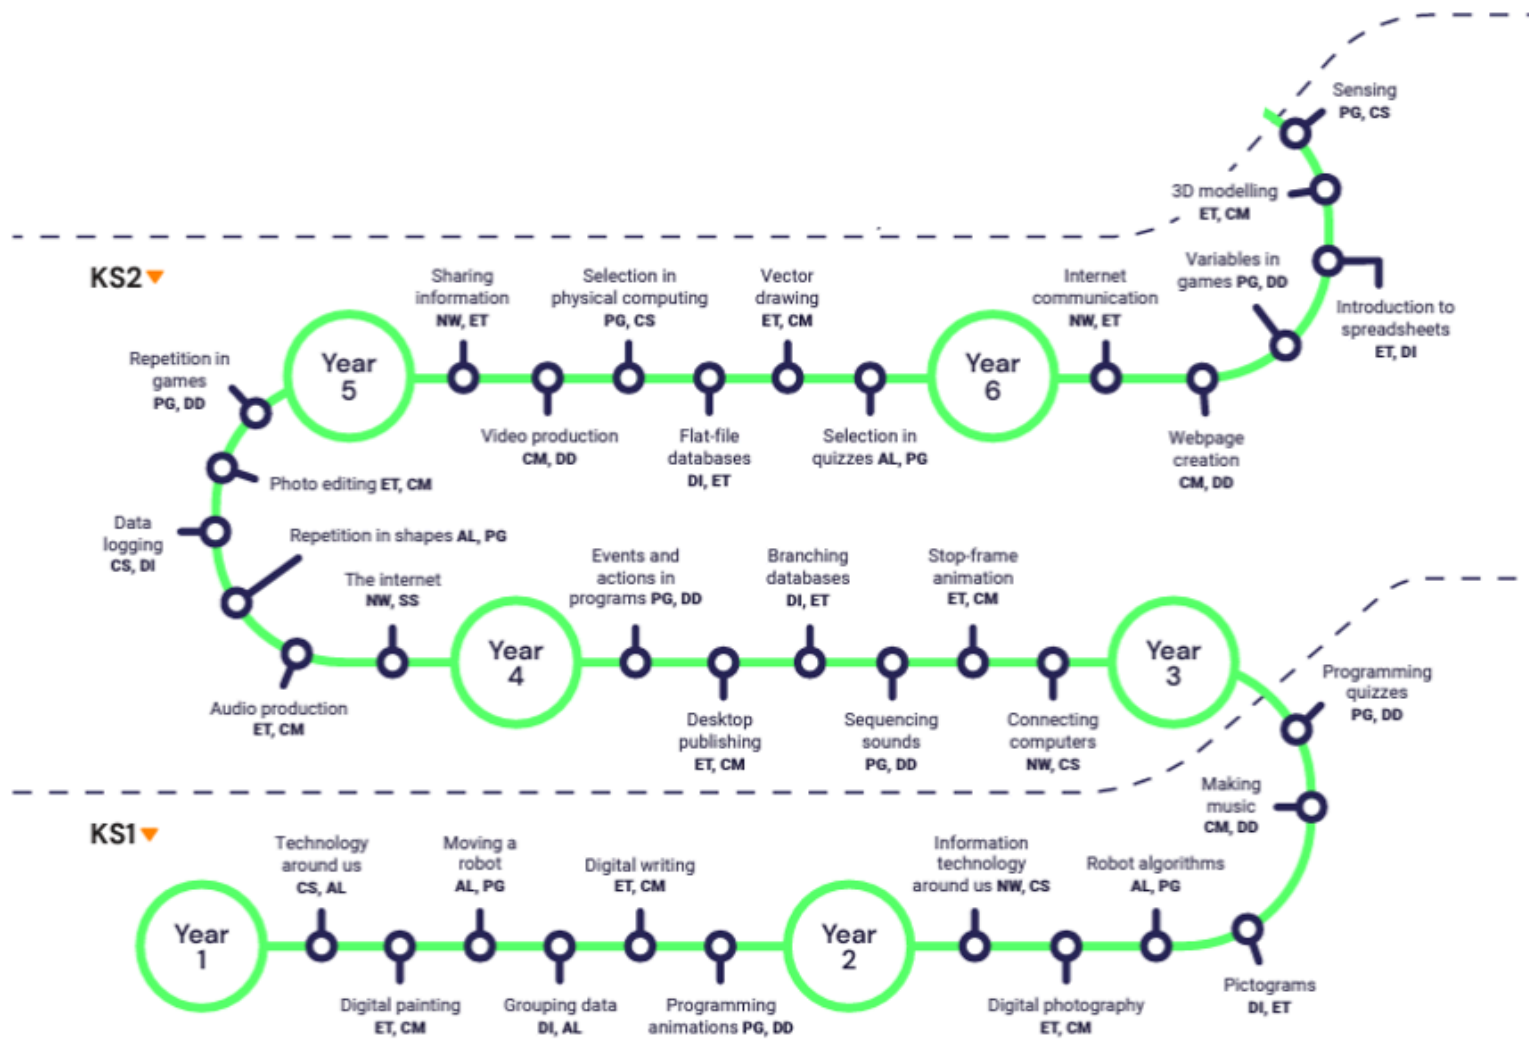 Sensing
PG, CS
3D modelling
ET, CM
Variables in
games PG, DD
Introduction to
spreadsheets
ET, DI
KS2
Sharing
information
NW, ET
Selection in
physical computing
PG, CS
Vector
drawing
ET, CM
Internet
communication
NW, ET
Repetition in
games
PG, DD
Year
5
Year
6
Video production
CM, DD
Flat-file
databases
DI, ET
Selection in
quizzes AL, PG
Webpage
creation
CM, DD
Photo editing ET, CM
Data
logging
CS, DI
Repetition in shapes AL, PG
The internet
NW, SS
Events and
actions in
programs PG, DD
Branching
databases
DI, ET
Stop-frame
animation
ET, CM
Year
4
Year
3
Audio production
ET, CM
Desktop
publishing
ET, CM
Sequencing
sounds
PG, DD
Connecting
computers
NW, CS
Programming
quizzes
PG, DD
Making
music
CM, DD
KS1
Technology
around us
CS, AL
Moving a
robot
AL, PG
Digital writing
ET, CM
Information
technology
around us NW, CS
Robot algorithms
AL, PG
Year
1
Year
2
Digital painting
ET, CM
Grouping data
DI, AL
Programming
animations PG, DD
Digital photography
ET, CM
Pictograms
DI, ET